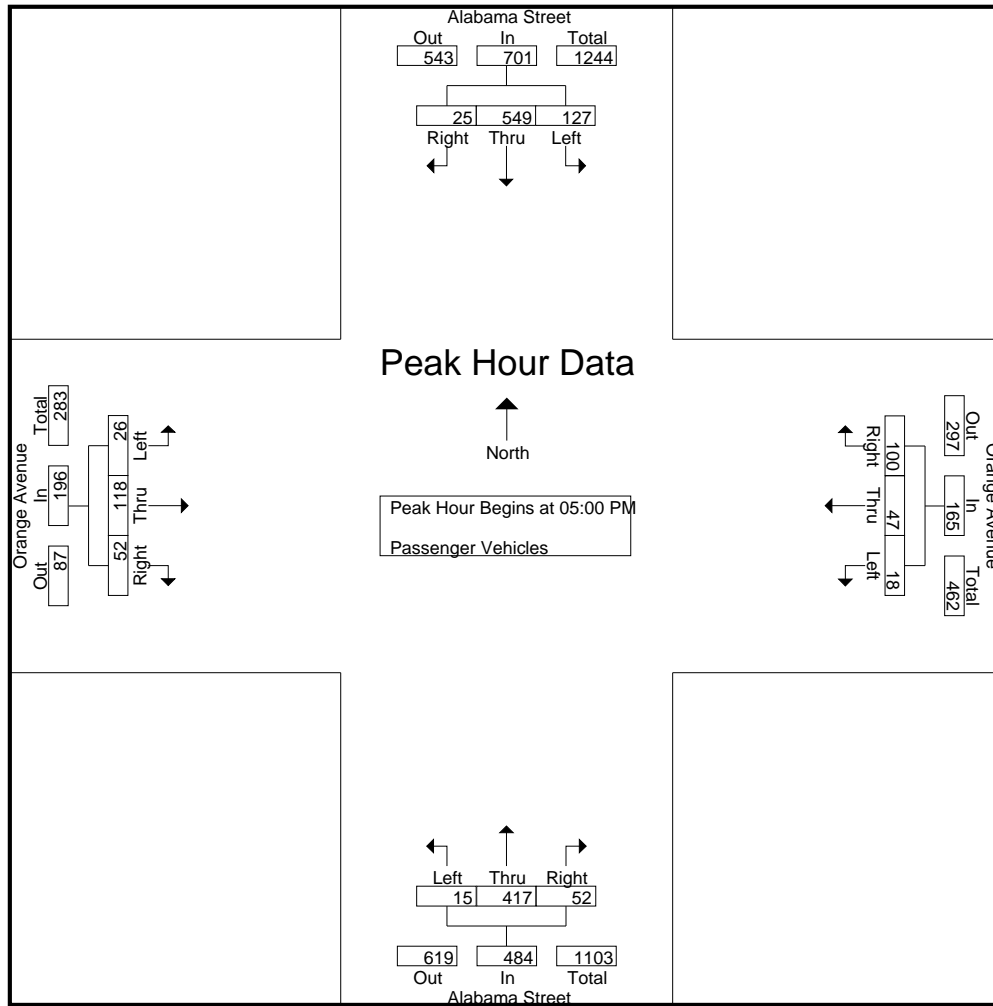 Alabama Street
Out In Total
543 701 1244
25 549 127
Right Thru Left
Peak Hour Data
North
Peak Hour Begins at 05:00 PM
Passenger Vehicles
Orange Avenue
Out In Total
87 196 283
52 118 26
Right Thru Left
Orange Avenue
Out In Total
297 165 462
100 47 18
Right Thru Left
Left Thru Right
15 417 52
619 484 1103
Out In Total
Alabama Street